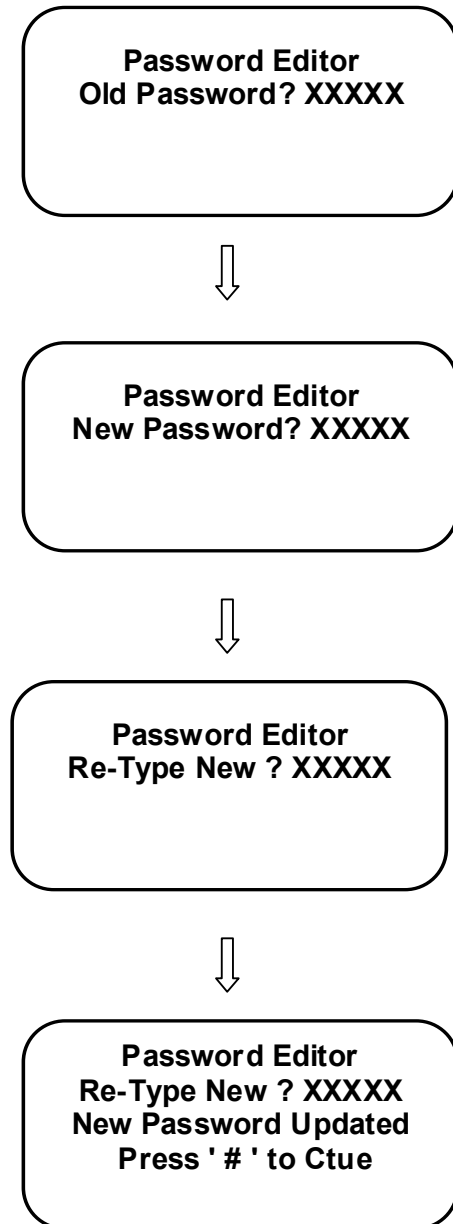 Password Editor
Old Password? XXXXX
Password Editor
New Password? XXXXX
Password Editor
Re-Type New ? XXXXX
Password Editor
Re-Type New ? XXXXX
New Password Updated
Press ' # ' to Ctue